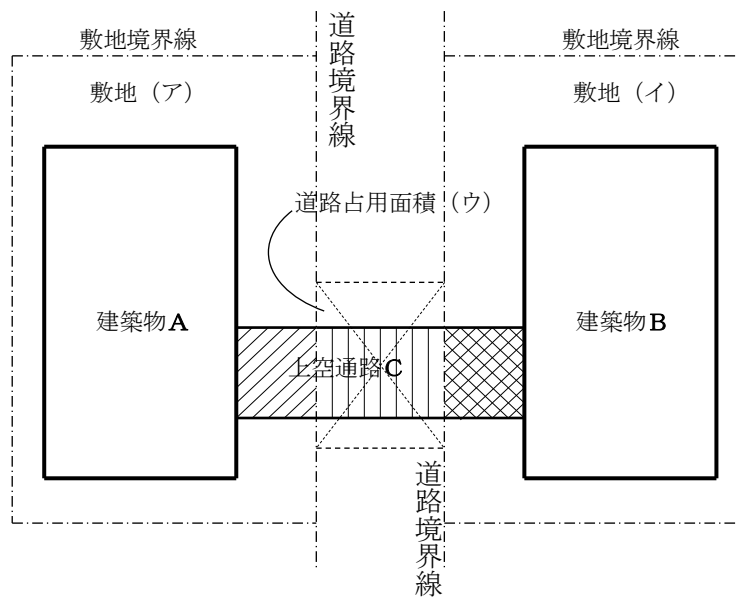 道路境界線
敷地境界線
敷地境界線
敷地（ア）
敷地（イ）
道路占用面積（ウ）
建築物A
建築物B
上空通路C
道路境界線